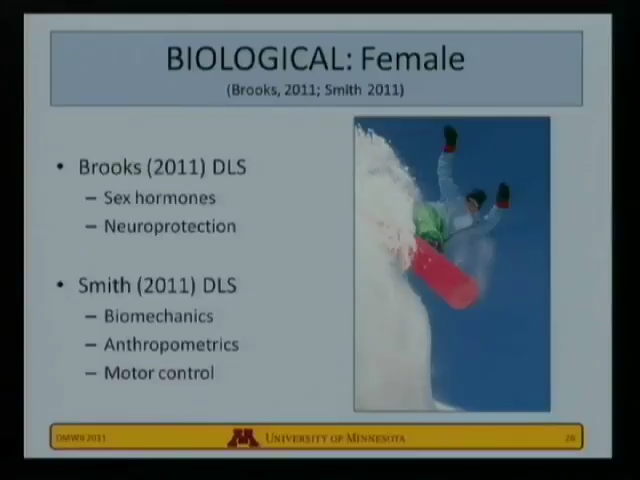 BIOLOGICAL: Female
(Brooks, 2011; Smith 2011)
• Brooks (2011) DLS
– Sex hormones
– Neuroprotection
• Smith (2011) DLS
– Biomechanics
– Anthropometrics
– Motor control
2011
M UNIVERSITY OF MINNESOTA